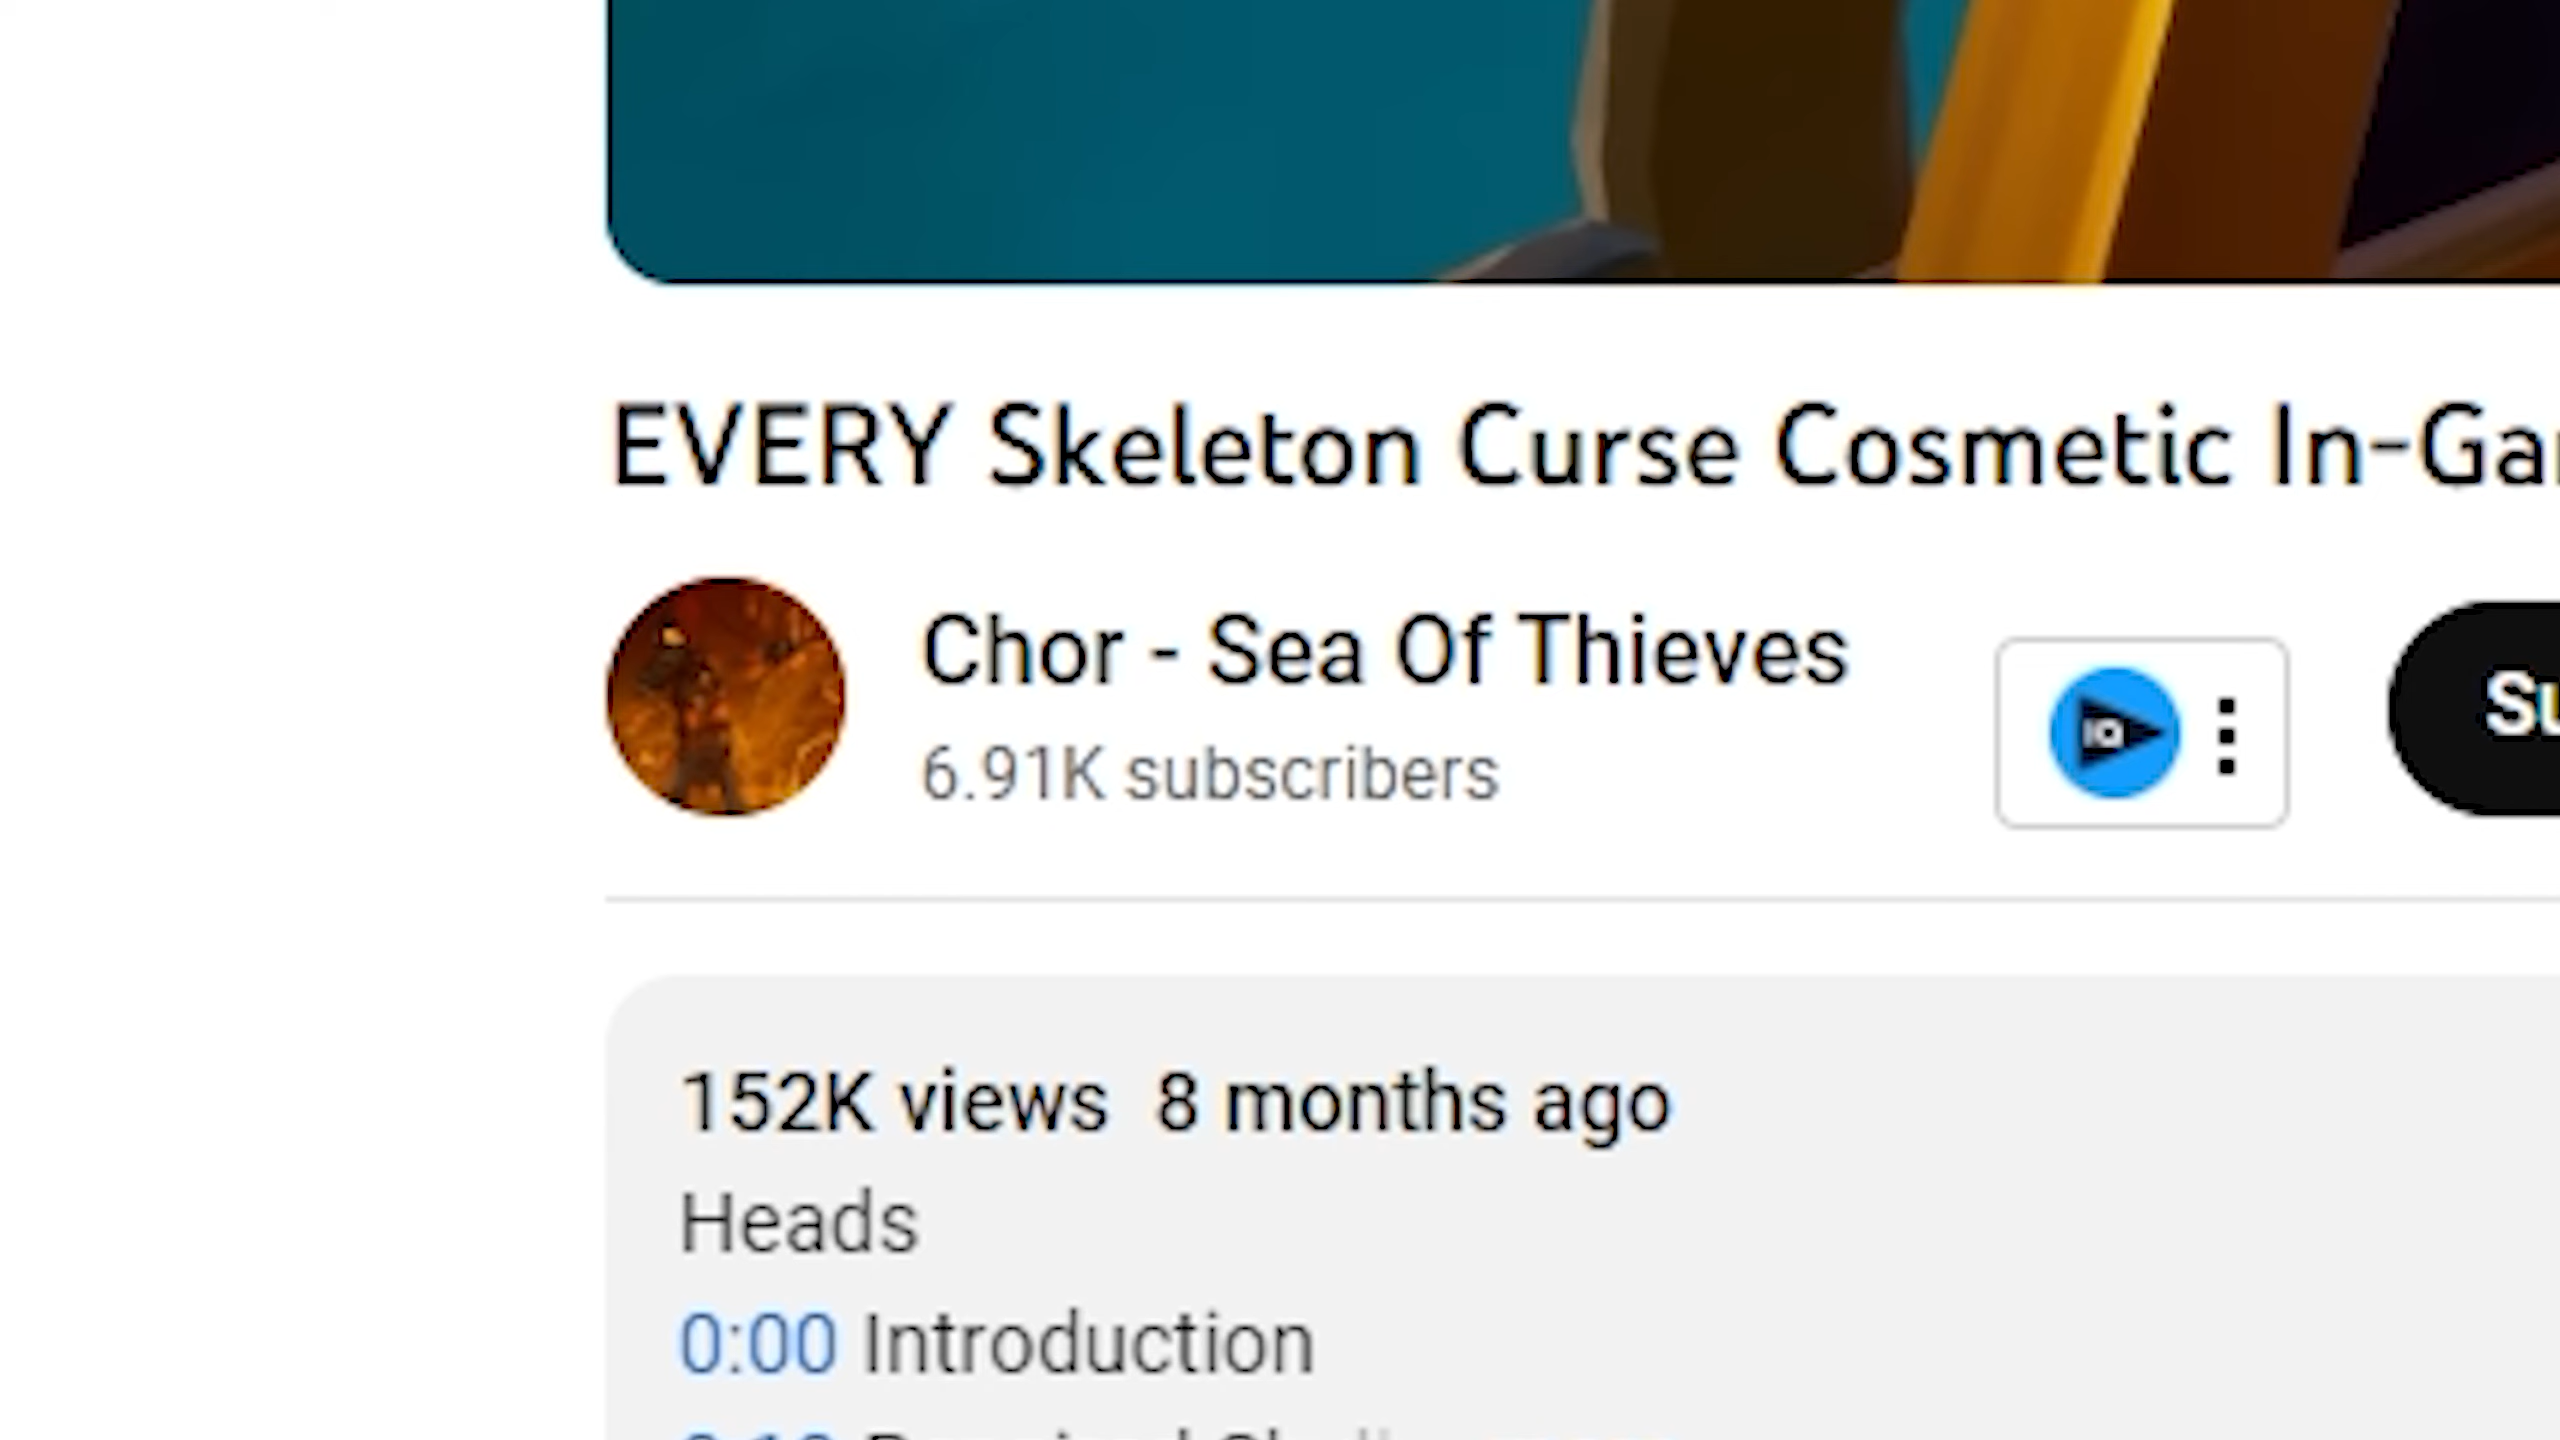 EVERY Skeleton Curse Cosmetic In-Ga
Chor - Sea Of Thieves
6.91K subscribers
IQ
Su
152K views 8 months ago
Heads
0:00 Introduction